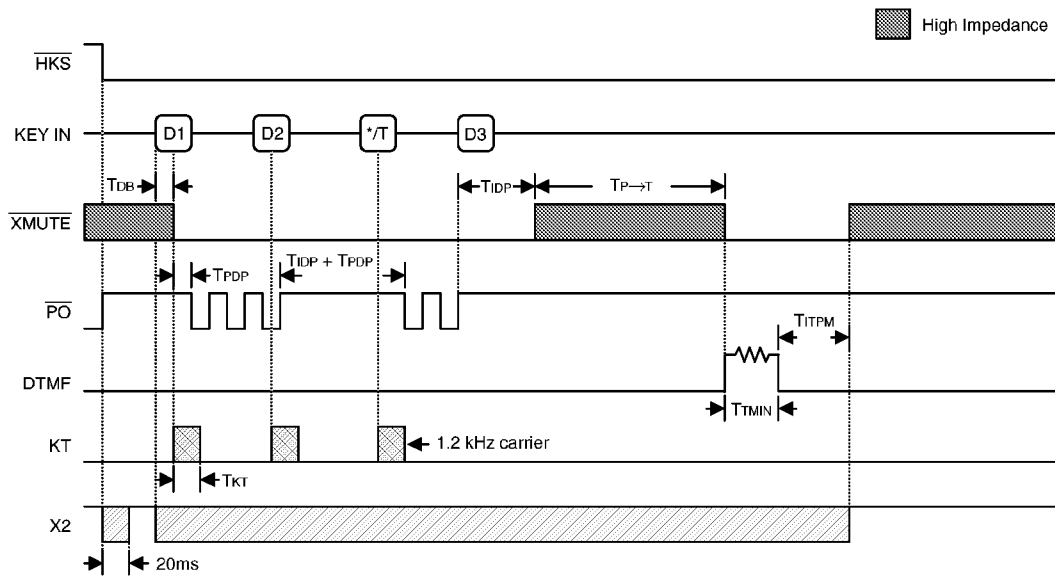 High Impedance
HKS
KEY IN
D1
D2
*/T
D3
TDB
TIDP
TP→T
XMUTE
TPDP
TIDP + TPDP
PO
TITPM
DTMF
TTMIN
KT
1.2 kHz carrier
TKT
X2
20ms